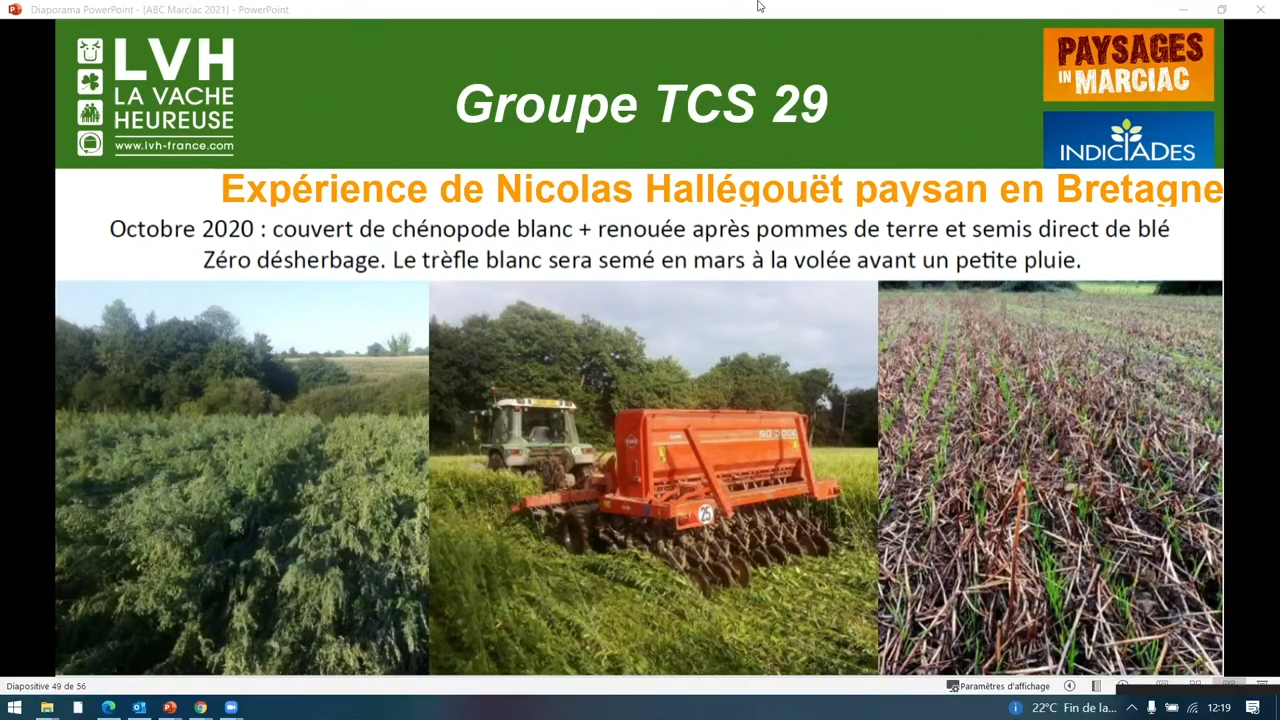 Diaporama PowerPoint - [ABC Marciac 2021] - PowerPoint
LVH
LA VACHE
HEUREUSE
www.lvh-france.com
Groupe TCS 29
PAYSAGES
IN MARCIAC
INDICIADES
Expérience de Nicolas Hallégouët paysan en Bretagne
Octobre 2020 : couvert de chénopode blanc + renouée après pommes de terre et semis direct de blé
Zéro désherbage. Le trèfle blanc sera semé en mars à la volée avant un petite pluie.
25
Diapositive 49 de 56
Paramètres d'affichage
22°C Fin de la...
12:19